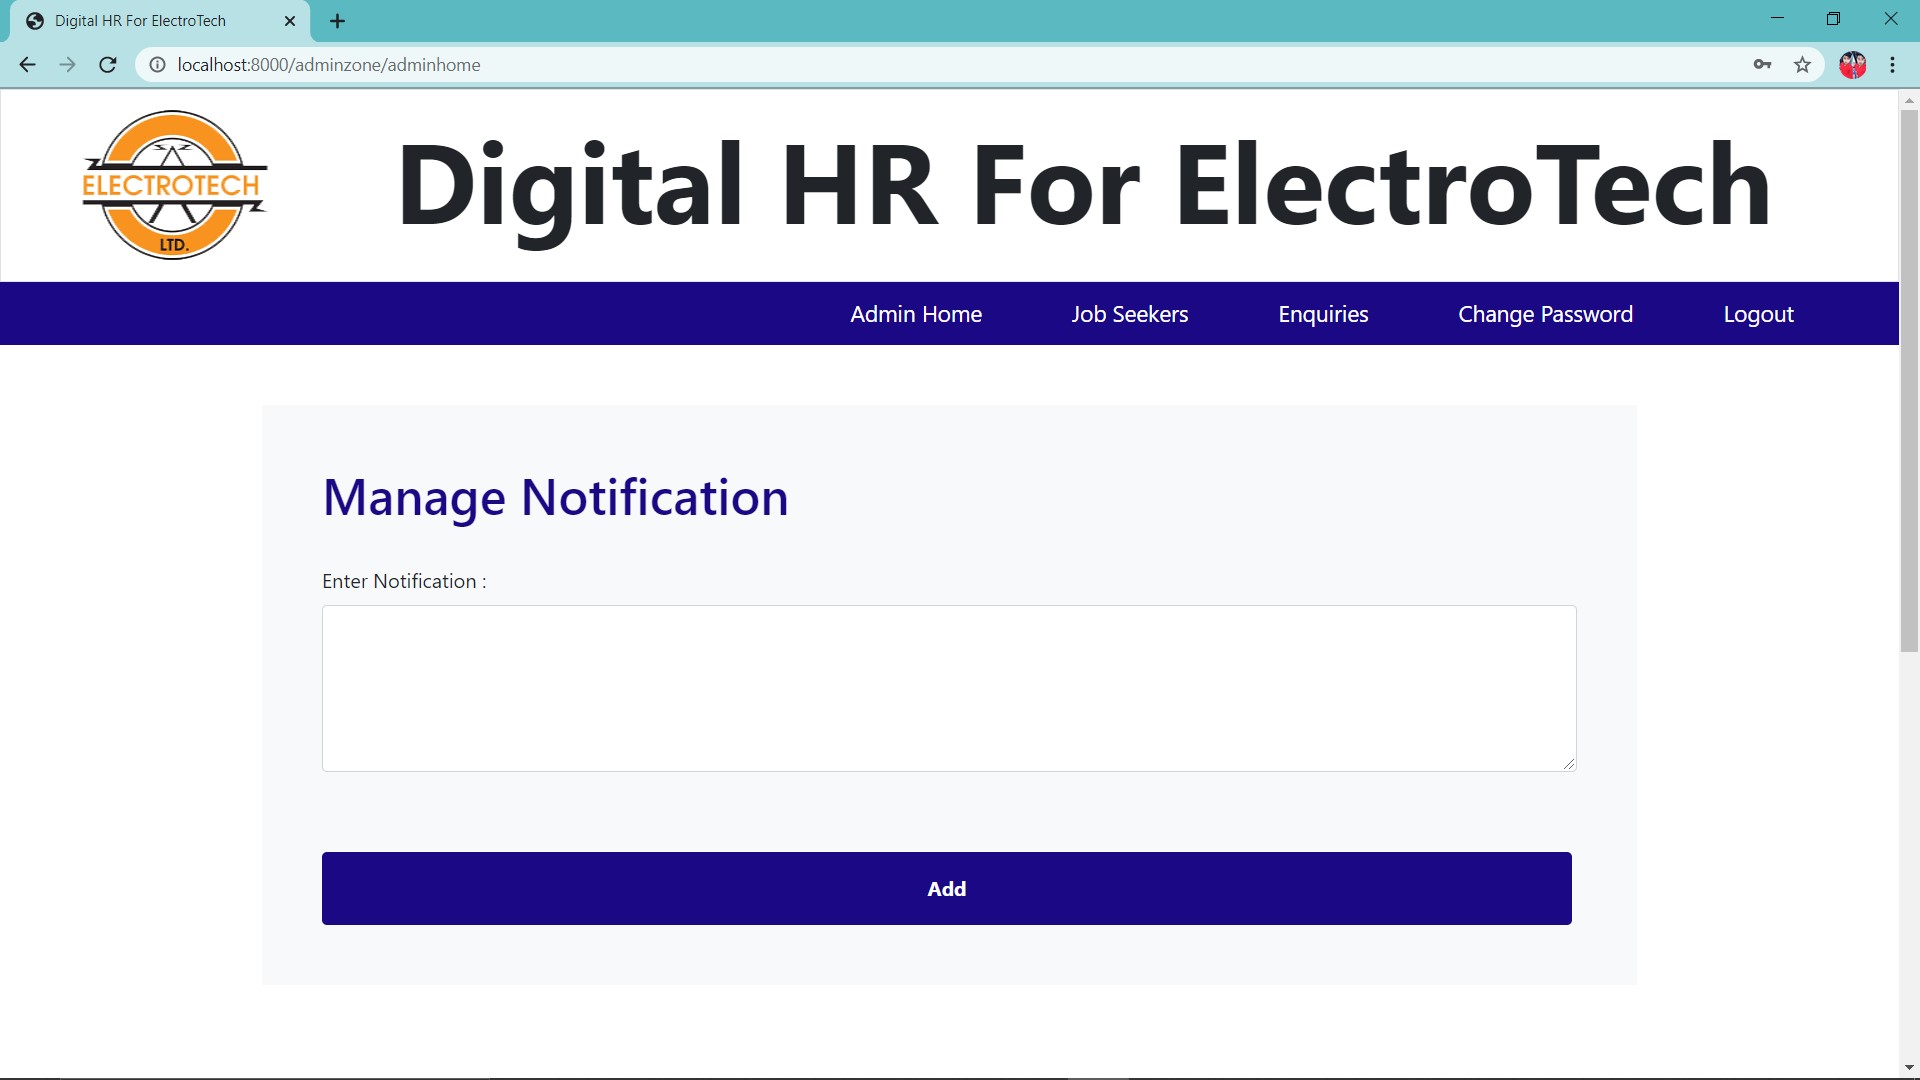 Digital HR For ElectroTech
localhost:8000/adminzone/adminhome
ELECTROTECH
LTD.
Digital HR For ElectroTech
Admin Home
Job Seekers
Enquiries
Change Password
Logout
Manage Notification
Enter Notification :
Add